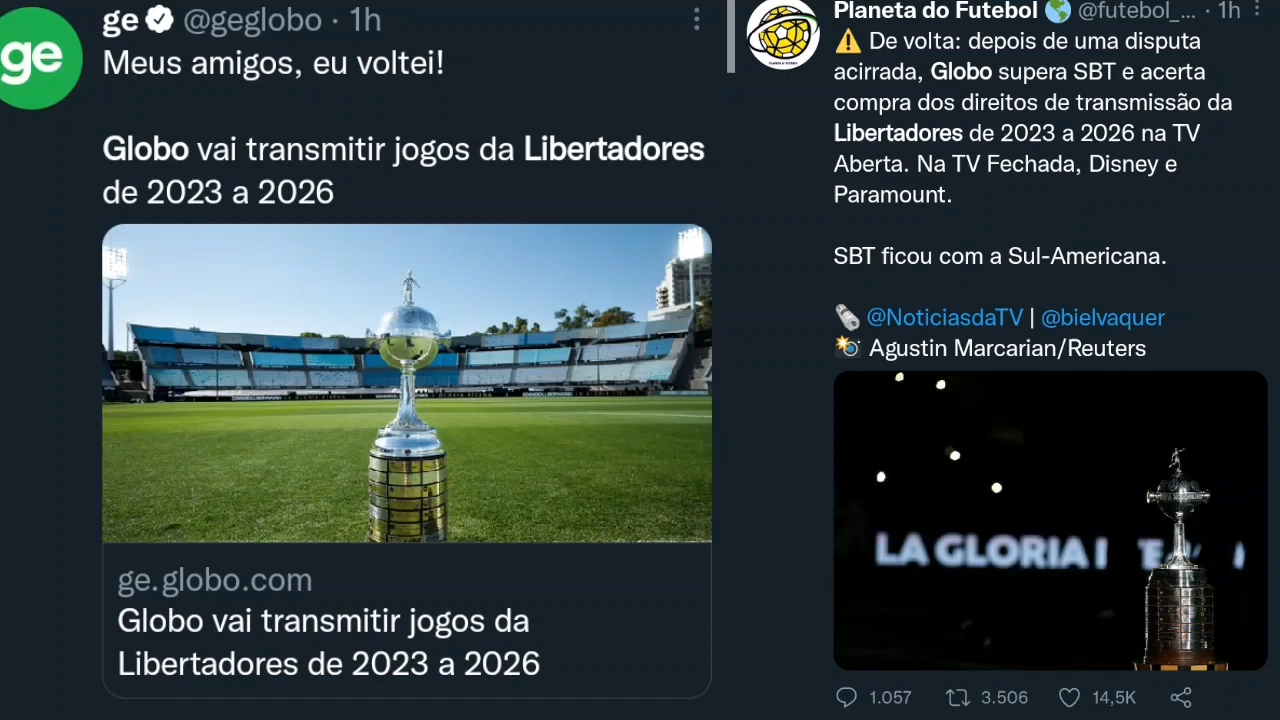 ge @geglobo · 1h
ge
Meus amigos, eu voltei!
Globo vai transmitir jogos da Libertadores
de 2023 a 2026
ge.globo.com
Globo vai transmitir jogos da
Libertadores de 2023 a 2026
Planeta do Futebol 🌎 @futebol_... · 1h
⚠️ De volta: depois de uma disputa
acirrada, Globo supera SBT e acerta
compra dos direitos de transmissão da
Libertadores de 2023 a 2026 na TV
Aberta. Na TV Fechada, Disney e
Paramount.
SBT ficou com a Sul-Americana.
🗞️ @NoticiasdaTV | @bielvaquer
📸 Agustin Marcarian/Reuters
LA GLORIA
1.057 3.506 14,5K